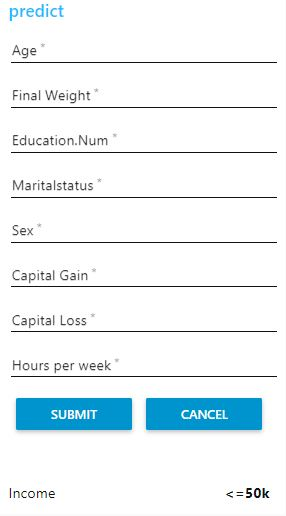 predict
Age *
Final Weight *
Education.Num *
Maritalstatus *
Sex *
Capital Gain *
Capital Loss *
Hours per week *
SUBMIT CANCEL
Income <=50k